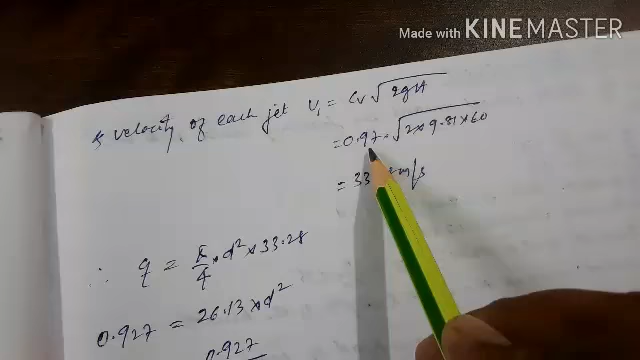 Made with KINEMASTER
& velocity of each jet V₁ = Cv √2gH
= 0.97 × √2×9.81×60
= 33 m/s
∴ q = π/4 × d² × 33.28
0.927 = 26.13 × d²
0.927